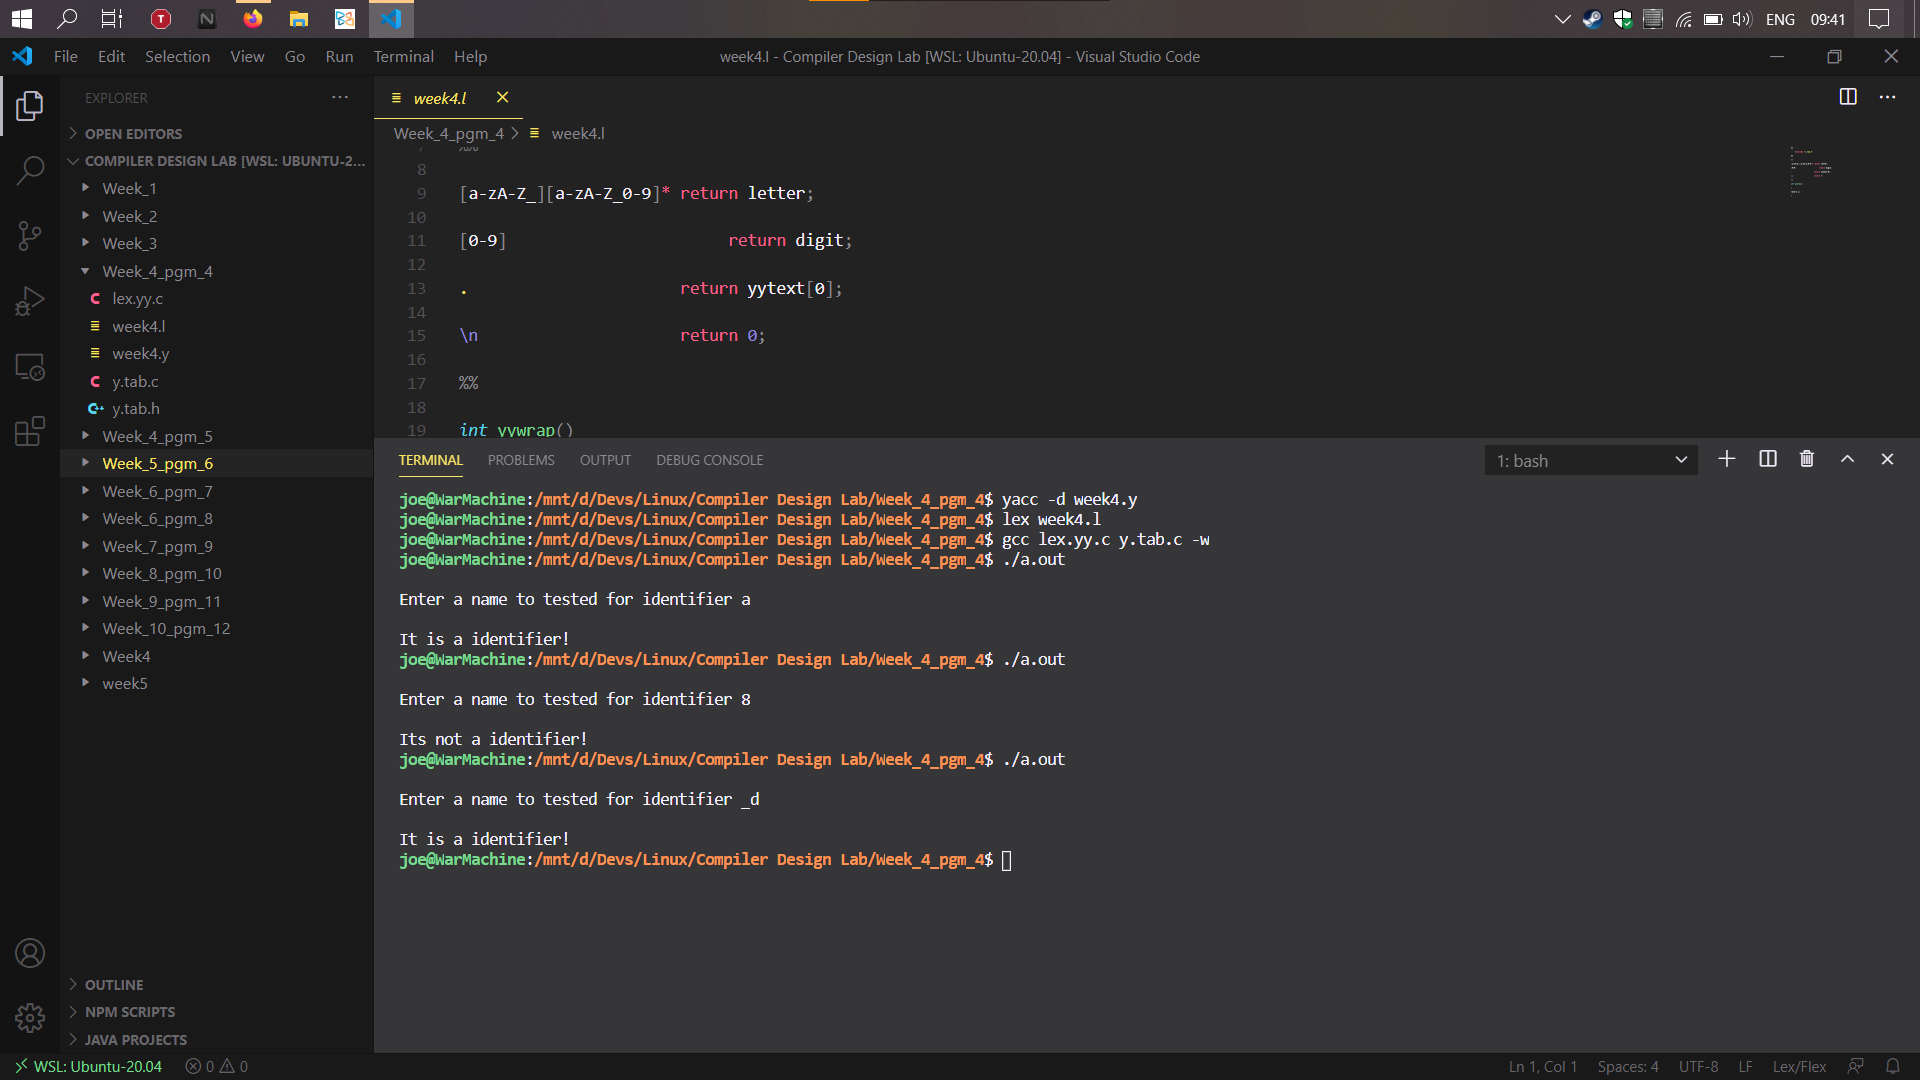 ENG 09:41
File Edit Selection View Go Run Terminal Help
week4.l - Compiler Design Lab [WSL: Ubuntu-20.04] - Visual Studio Code
EXPLORER
OPEN EDITORS
COMPILER DESIGN LAB [WSL: UBUNTU-2...
Week_1
Week_2
Week_3
Week_4_pgm_4
lex.yy.c
week4.l
week4.y
y.tab.c
y.tab.h
Week_4_pgm_5
Week_5_pgm_6
Week_6_pgm_7
Week_6_pgm_8
Week_7_pgm_9
Week_8_pgm_10
Week_9_pgm_11
Week_10_pgm_12
Week4
week5
OUTLINE
NPM SCRIPTS
JAVA PROJECTS
week4.l
Week_4_pgm_4 > week4.l
7 %%
8
9 [a-zA-Z_][a-zA-Z_0-9]* return letter;
10
11 [0-9] return digit;
12
13 . return yytext[0];
14
15 \n return 0;
16
17 %%
18
19 int yywrap()
TERMINAL PROBLEMS OUTPUT DEBUG CONSOLE 1: bash
joe@WarMachine:/mnt/d/Devs/Linux/Compiler Design Lab/Week_4_pgm_4$ yacc -d week4.y
joe@WarMachine:/mnt/d/Devs/Linux/Compiler Design Lab/Week_4_pgm_4$ lex week4.l
joe@WarMachine:/mnt/d/Devs/Linux/Compiler Design Lab/Week_4_pgm_4$ gcc lex.yy.c y.tab.c -w
joe@WarMachine:/mnt/d/Devs/Linux/Compiler Design Lab/Week_4_pgm_4$ ./a.out
Enter a name to tested for identifier a
It is a identifier!
joe@WarMachine:/mnt/d/Devs/Linux/Compiler Design Lab/Week_4_pgm_4$ ./a.out
Enter a name to tested for identifier 8
Its not a identifier!
joe@WarMachine:/mnt/d/Devs/Linux/Compiler Design Lab/Week_4_pgm_4$ ./a.out
Enter a name to tested for identifier _d
It is a identifier!
joe@WarMachine:/mnt/d/Devs/Linux/Compiler Design Lab/Week_4_pgm_4$
WSL: Ubuntu-20.04 0 0 Ln 1, Col 1 Spaces: 4 UTF-8 LF Lex/Flex